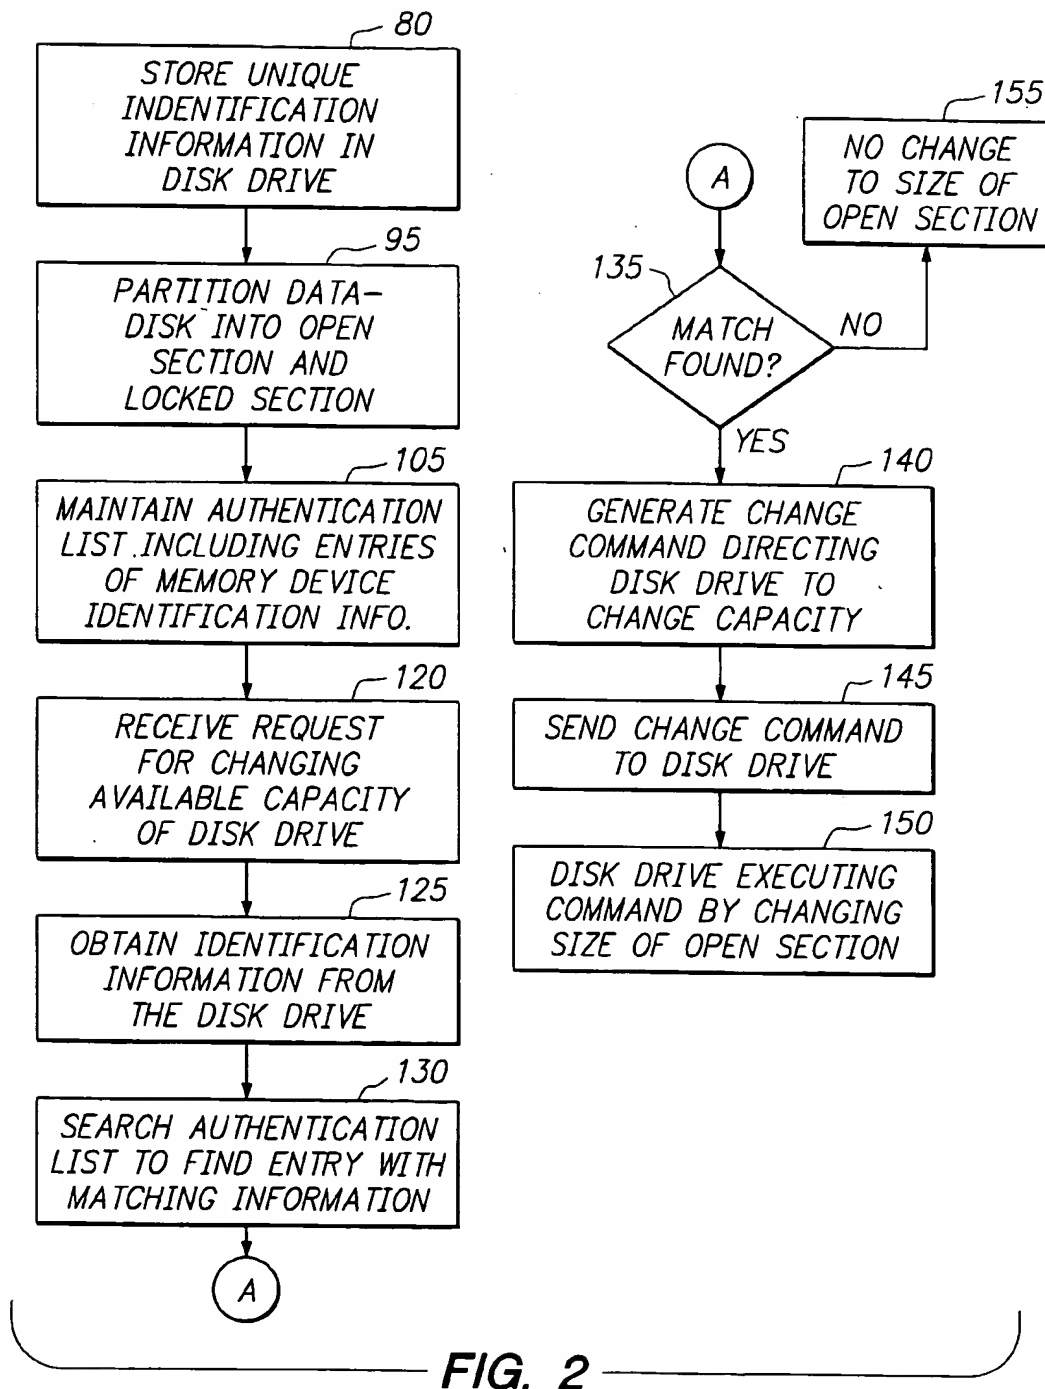 80
STORE UNIQUE
INDENTIFICATION
INFORMATION IN
DISK DRIVE
95
PARTITION DATA-
DISK INTO OPEN
SECTION AND
LOCKED SECTION
105
MAINTAIN AUTHENTICATION
LIST INCLUDING ENTRIES
OF MEMORY DEVICE
IDENTIFICATION INFO.
120
RECEIVE REQUEST
FOR CHANGING
AVAILABLE CAPACITY
OF DISK DRIVE
125
OBTAIN IDENTIFICATION
INFORMATION FROM
THE DISK DRIVE
130
SEARCH AUTHENTICATION
LIST TO FIND ENTRY WITH
MATCHING INFORMATION
A
A
135
MATCH
FOUND?
NO
155
NO CHANGE
TO SIZE OF
OPEN SECTION
YES
140
GENERATE CHANGE
COMMAND DIRECTING
DISK DRIVE TO
CHANGE CAPACITY
145
SEND CHANGE COMMAND
TO DISK DRIVE
150
DISK DRIVE EXECUTING
COMMAND BY CHANGING
SIZE OF OPEN SECTION
FIG. 2